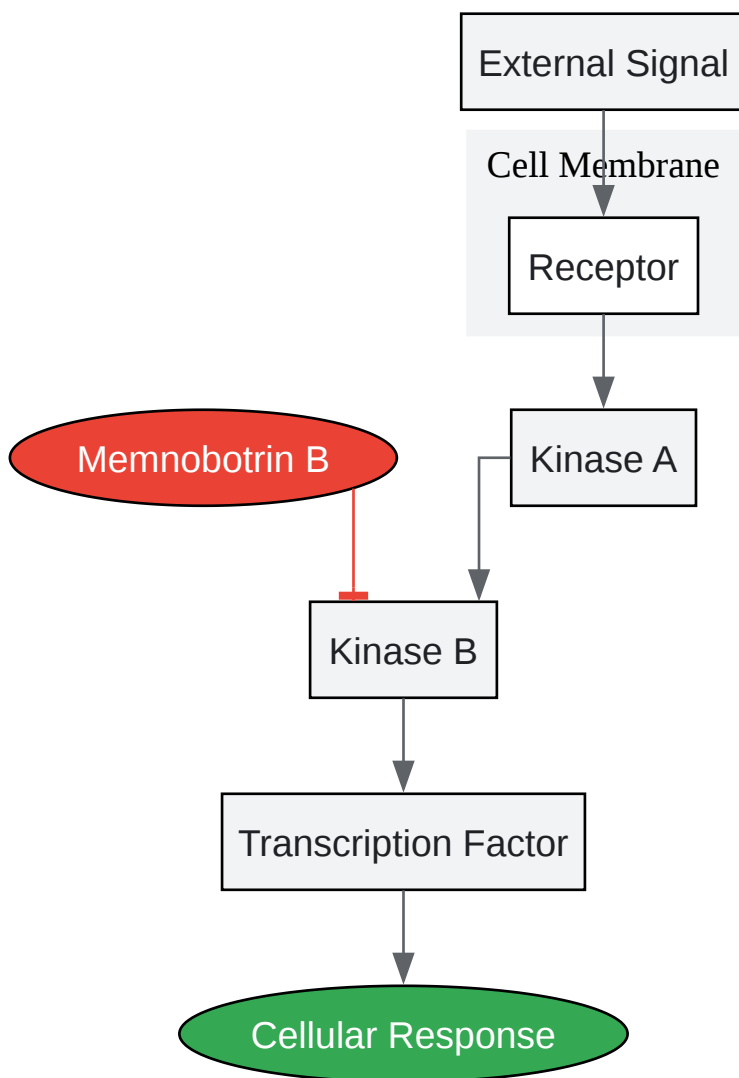 External Signal
Cell Membrane
Receptor
Memnobotrin B
Kinase A
Kinase B
Transcription Factor
Cellular Response